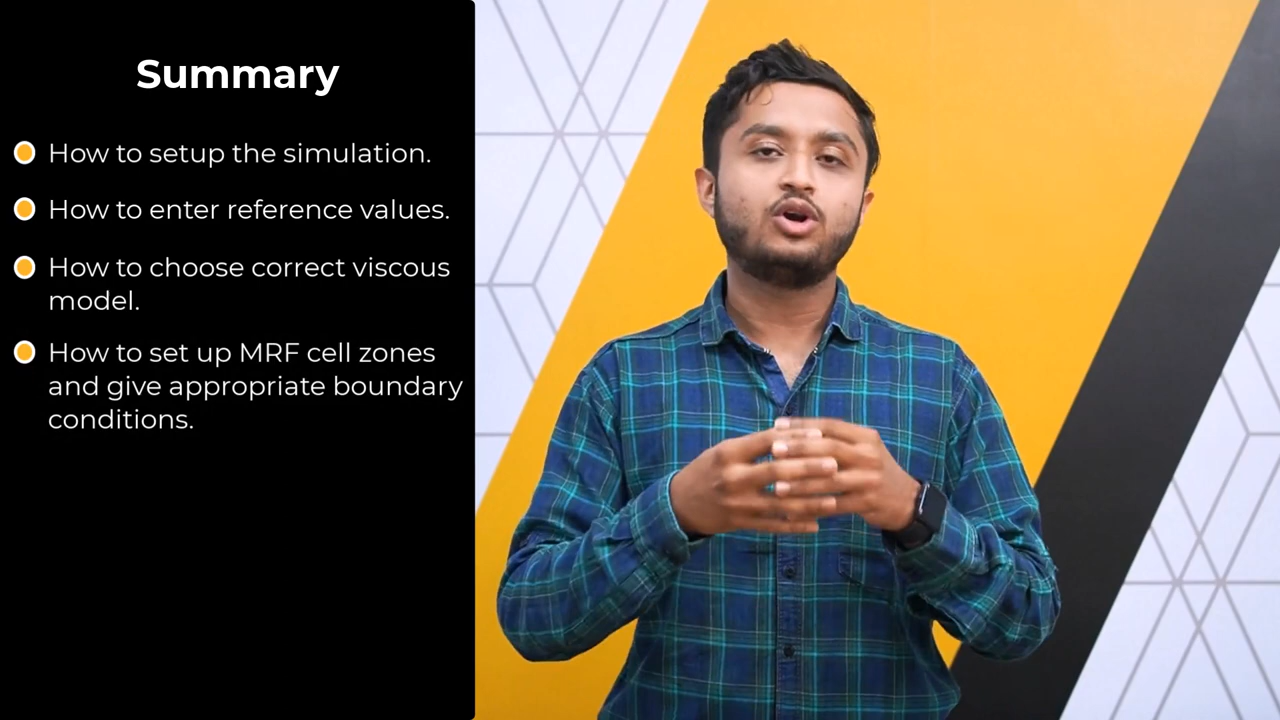 Summary
How to setup the simulation.
How to enter reference values.
How to choose correct viscous
model.
How to set up MRF cell zones
and give appropriate boundary
conditions.